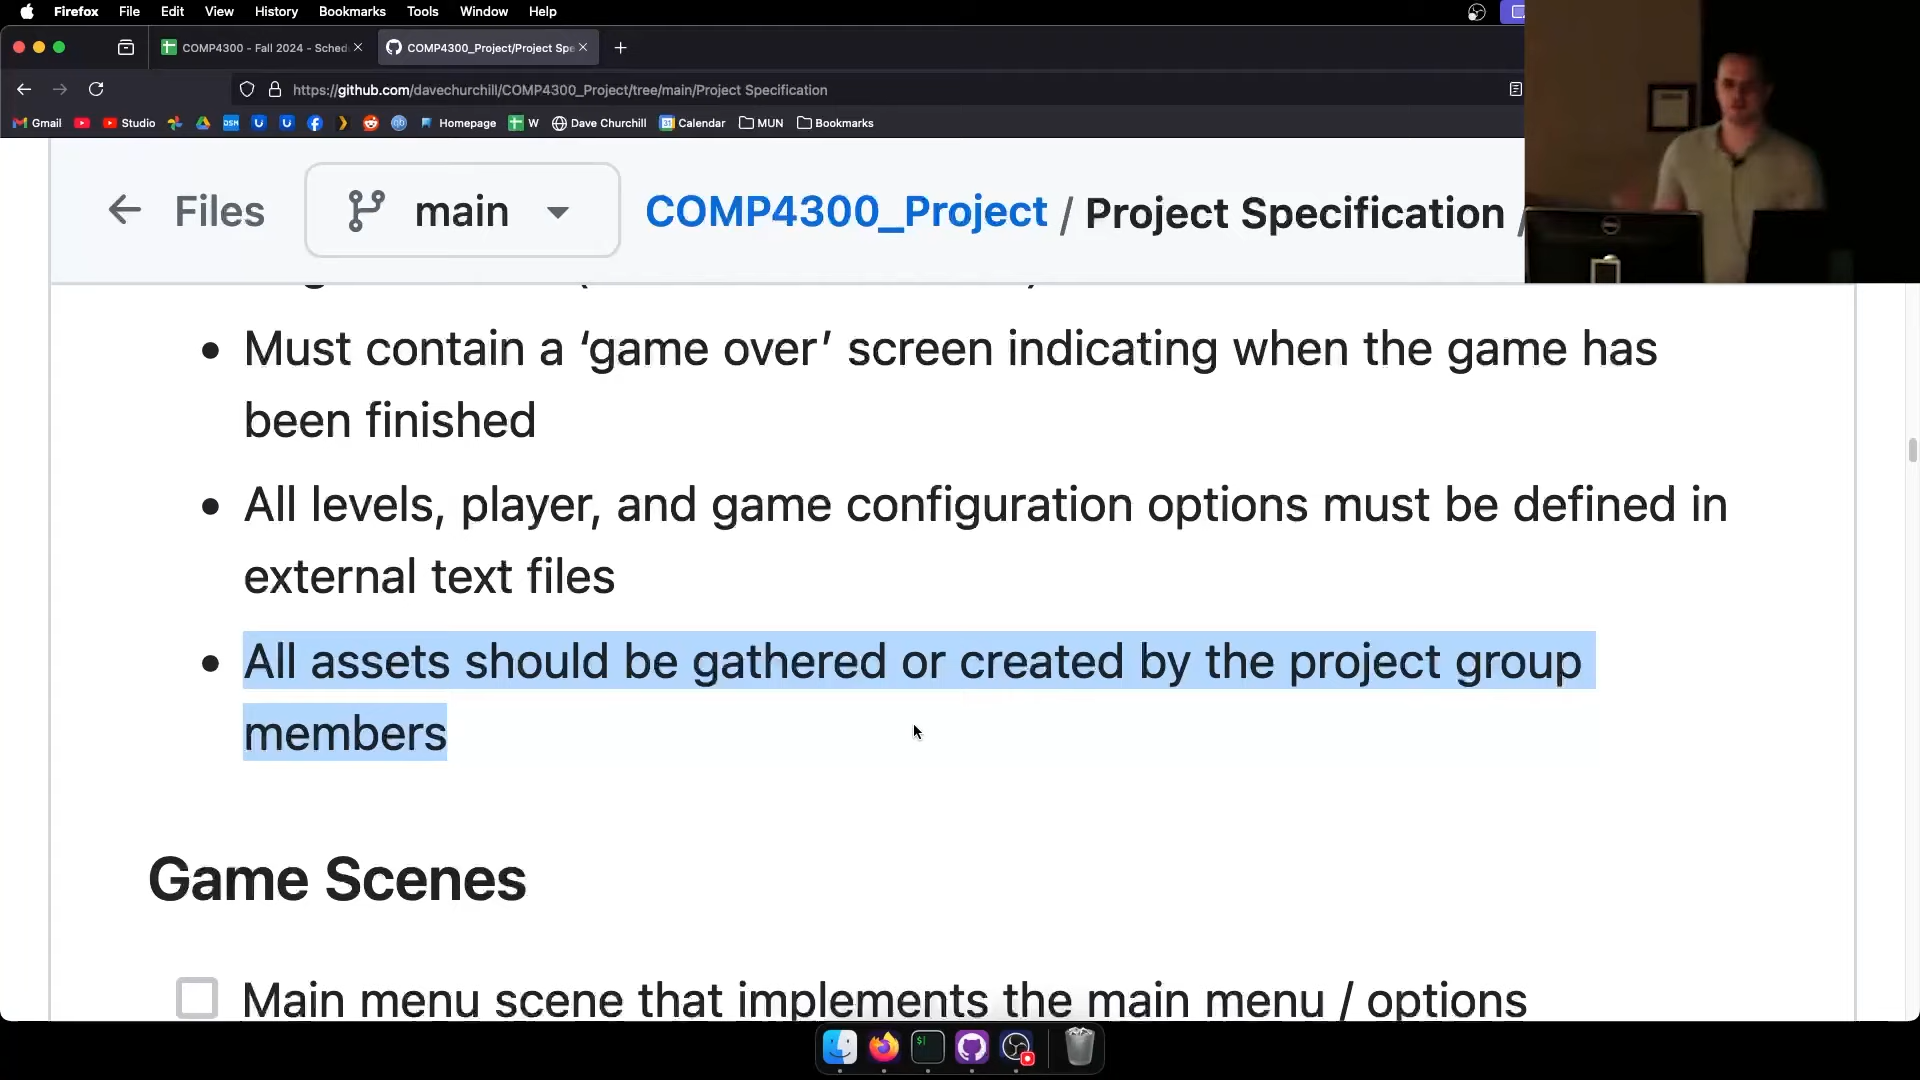 Firefox File Edit View History Bookmarks Tools Window Help
COMP4300 - Fall 2024 - Sched
COMP4300_Project/Project Spe
https://github.com/davechurchill/COMP4300_Project/tree/main/Project Specification
Gmail Studio DSM Homepage W Dave Churchill Calendar MUN Bookmarks
Files main COMP4300_Project / Project Specification /
Must contain a ‘game over’ screen indicating when the game has
been finished
All levels, player, and game configuration options must be defined in
external text files
All assets should be gathered or created by the project group
members
Game Scenes
Main menu scene that implements the main menu / options